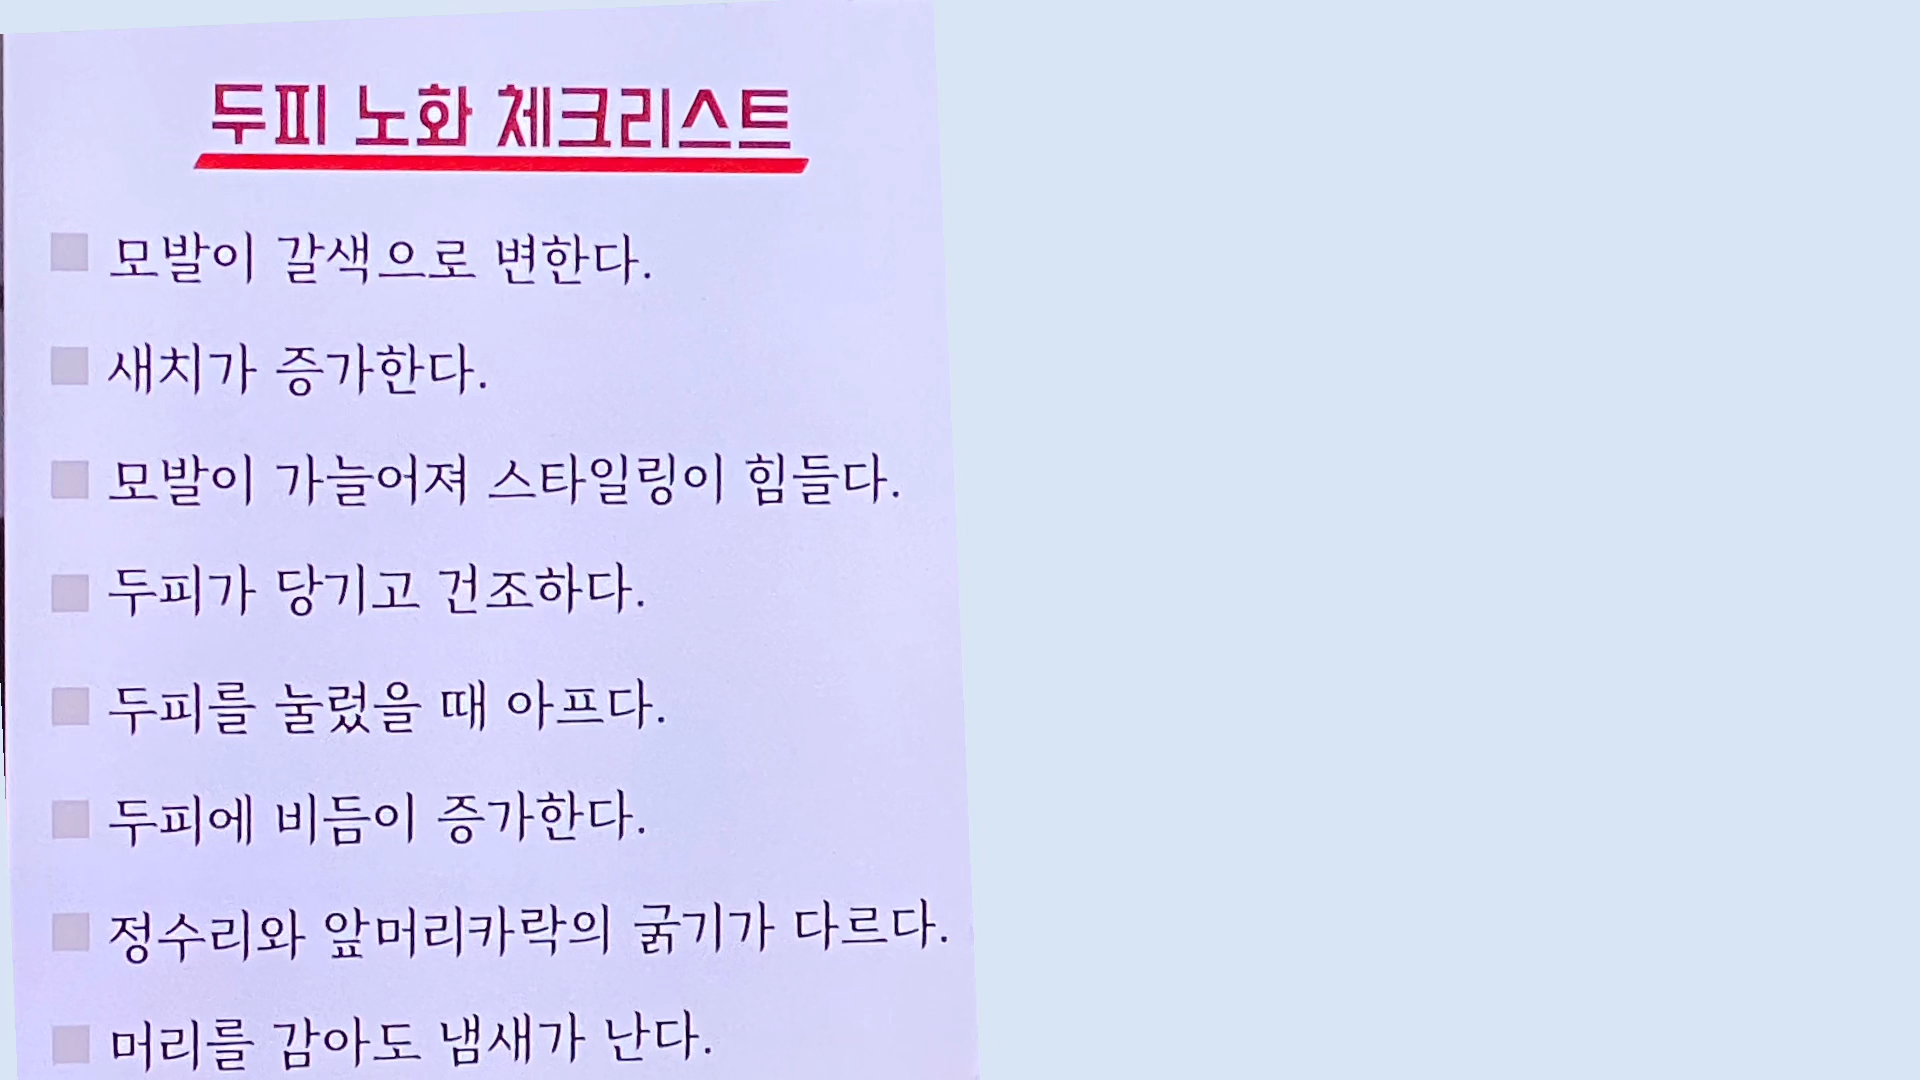 두피 노화 체크리스트
모발이 갈색으로 변한다.
새치가 증가한다.
모발이 가늘어져 스타일링이 힘들다.
두피가 당기고 건조하다.
두피를 눌렀을 때 아프다.
두피에 비듬이 증가한다.
정수리와 앞머리카락의 굵기가 다르다.
머리를 감아도 냄새가 난다.